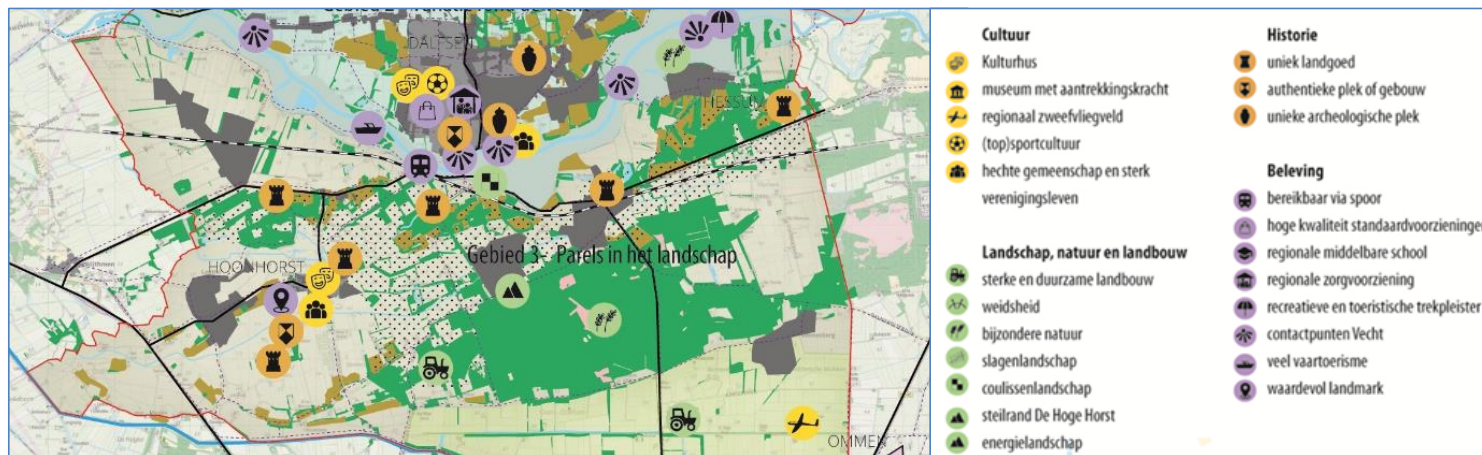 DALFSEN
HESSUM
Gebied 3 - Parels in het landschap
HOONHORST
OMMEN
Cultuur
Kulturhus
museum met aantrekkingskracht
regionaal zweefvliegveld
(top)sportcultuur
hechte gemeenschap en sterk
verenigingsleven
Landschap, natuur en landbouw
sterke en duurzame landbouw
weidsheid
bijzondere natuur
slagenlandschap
coulissenlandschap
steilrand De Hoge Horst
energielandschap
Historie
uniek landgoed
authentieke plek of gebouw
unieke archeologische plek
Beleving
bereikbaar via spoor
hoge kwaliteit standaardvoorzieningen
regionale middelbare school
regionale zorgvoorziening
recreatieve en toeristische trekpleister
contactpunten Vecht
veel vaartoerisme
waardevol landmark